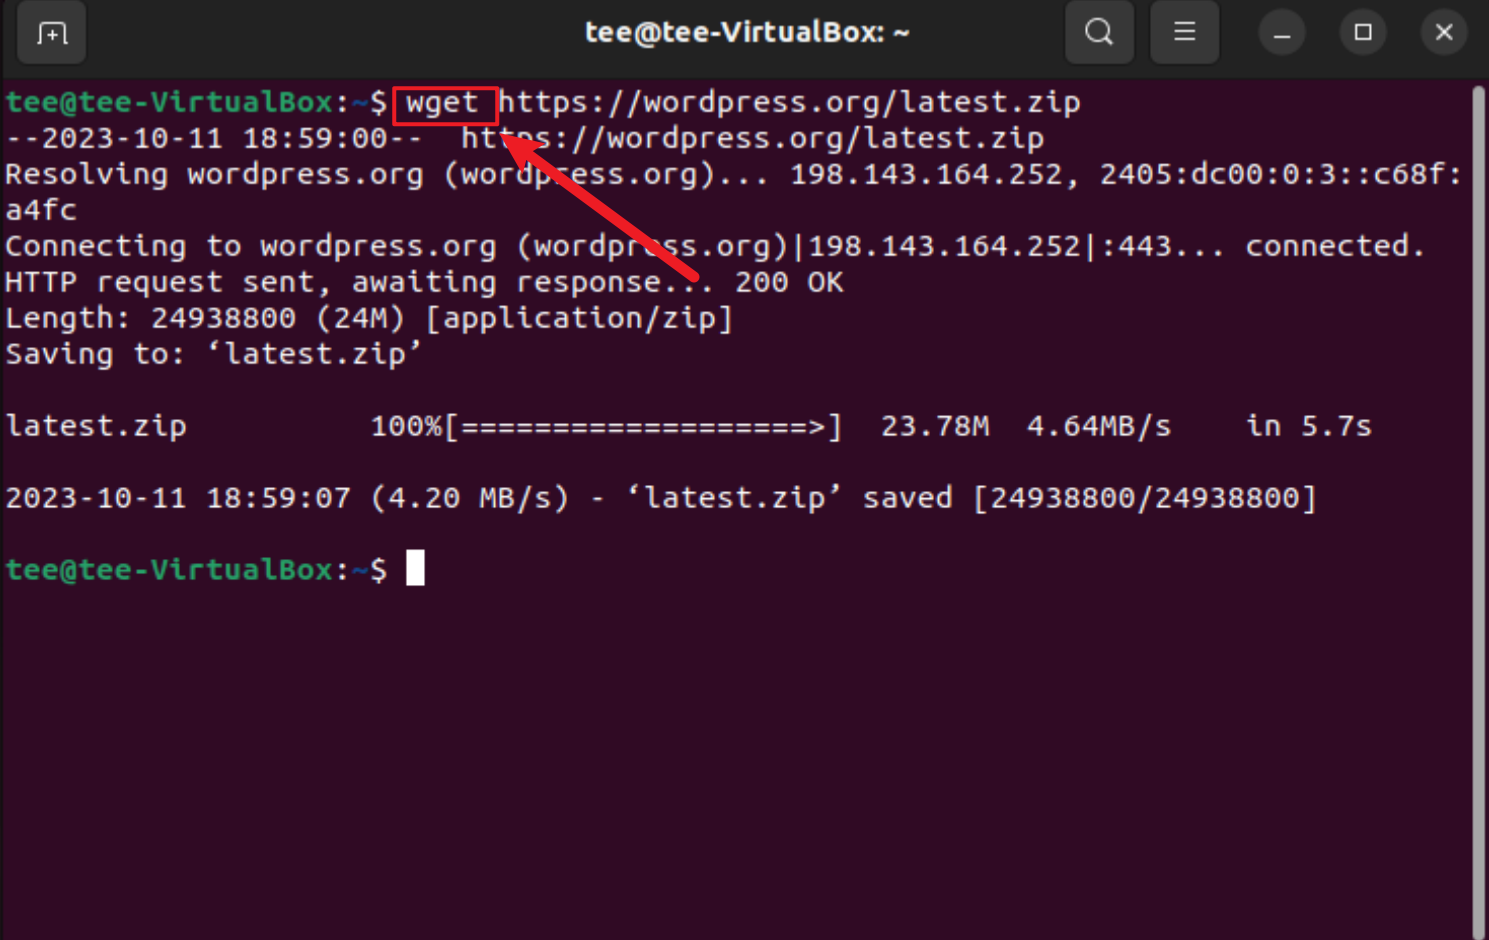 tee@tee-VirtualBox: ~
tee@tee-VirtualBox:~$ wget https://wordpress.org/latest.zip
--2023-10-11 18:59:00--  https://wordpress.org/latest.zip
Resolving wordpress.org (wordpress.org)... 198.143.164.252, 2405:dc00:0:3::c68f:
a4fc
Connecting to wordpress.org (wordpress.org)|198.143.164.252|:443... connected.
HTTP request sent, awaiting response... 200 OK
Length: 24938800 (24M) [application/zip]
Saving to: ‘latest.zip’
latest.zip          100%[===================>]  23.78M  4.64MB/s    in 5.7s
2023-10-11 18:59:07 (4.20 MB/s) - ‘latest.zip’ saved [24938800/24938800]
tee@tee-VirtualBox:~$